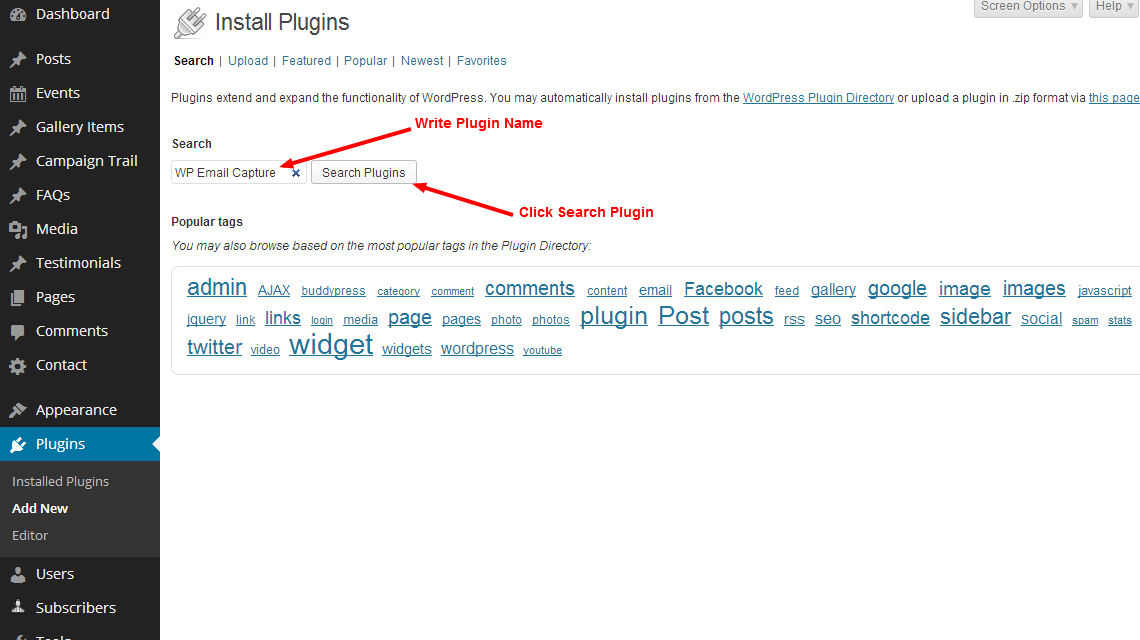 Dashboard
Posts
Events
Gallery Items
Campaign Trail
FAQs
Media
Testimonials
Pages
Comments
Contact
Appearance
Plugins
Installed Plugins
Add New
Editor
Users
Subscribers
Tools
Screen Options
Help
Install Plugins
Search | Upload | Featured | Popular | Newest | Favorites
Plugins extend and expand the functionality of WordPress. You may automatically install plugins from the WordPress Plugin Directory or upload a plugin in .zip format via this page
Write Plugin Name
Search
WP Email Capture × Search Plugins
Click Search Plugin
Popular tags
You may also browse based on the most popular tags in the Plugin Directory:
admin AJAX buddypress category comment comments content email Facebook feed gallery google image images javascript
jquery link links login media page pages photo photos plugin Post posts rss seo shortcode sidebar social spam stats
twitter video widget widgets wordpress youtube